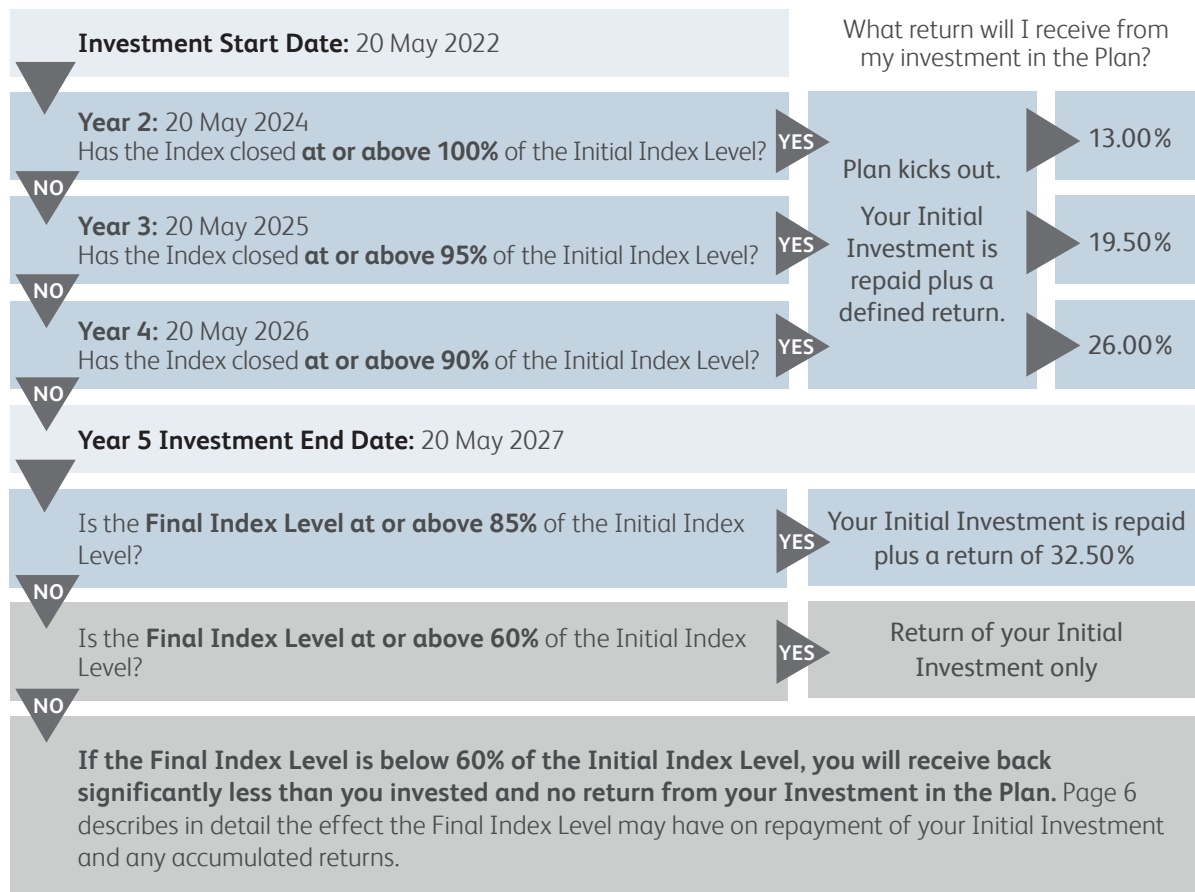 Investment Start Date: 20 May 2022
What return will I receive from
my investment in the Plan?
Year 2: 20 May 2024
Has the Index closed at or above 100% of the Initial Index Level?
YES
NO
Year 3: 20 May 2025
Has the Index closed at or above 95% of the Initial Index Level?
YES
NO
Year 4: 20 May 2026
Has the Index closed at or above 90% of the Initial Index Level?
YES
NO
Plan kicks out.
Your Initial
Investment is
repaid plus a
defined return.
13.00%
19.50%
26.00%
Year 5 Investment End Date: 20 May 2027
Is the Final Index Level at or above 85% of the Initial Index
Level?
YES
Your Initial Investment is repaid
plus a return of 32.50%
NO
Is the Final Index Level at or above 60% of the Initial Index
Level?
YES
Return of your Initial
Investment only
NO
If the Final Index Level is below 60% of the Initial Index Level, you will receive back
significantly less than you invested and no return from your Investment in the Plan. Page 6
describes in detail the effect the Final Index Level may have on repayment of your Initial Investment
and any accumulated returns.